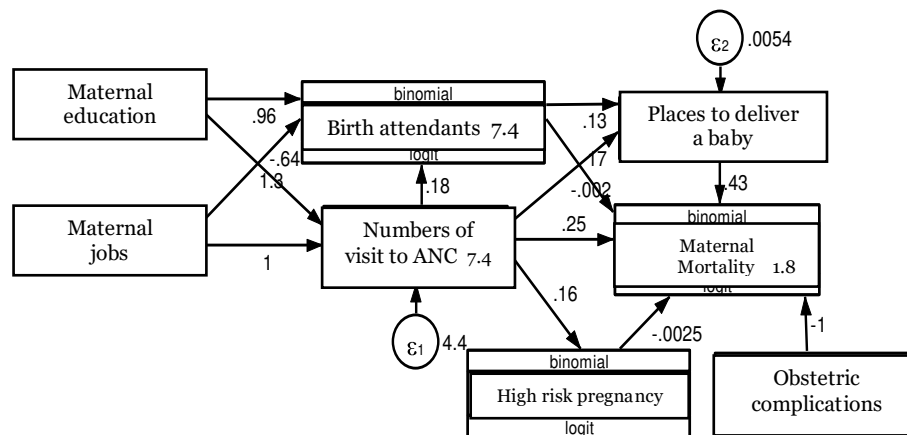 ε2 .0054
Maternal
education
binomial
Birth attendants 7.4
logit
Places to deliver
a baby
.96
-.64
1.3
.13
.17
-.002
.18
.43
Maternal
jobs
Numbers of
visit to ANC 7.4
binomial
Maternal
Mortality 1.8
logit
1
.25
.16
-.0025
-1
ε1 4.4
binomial
High risk pregnancy
logit
Obstetric
complications